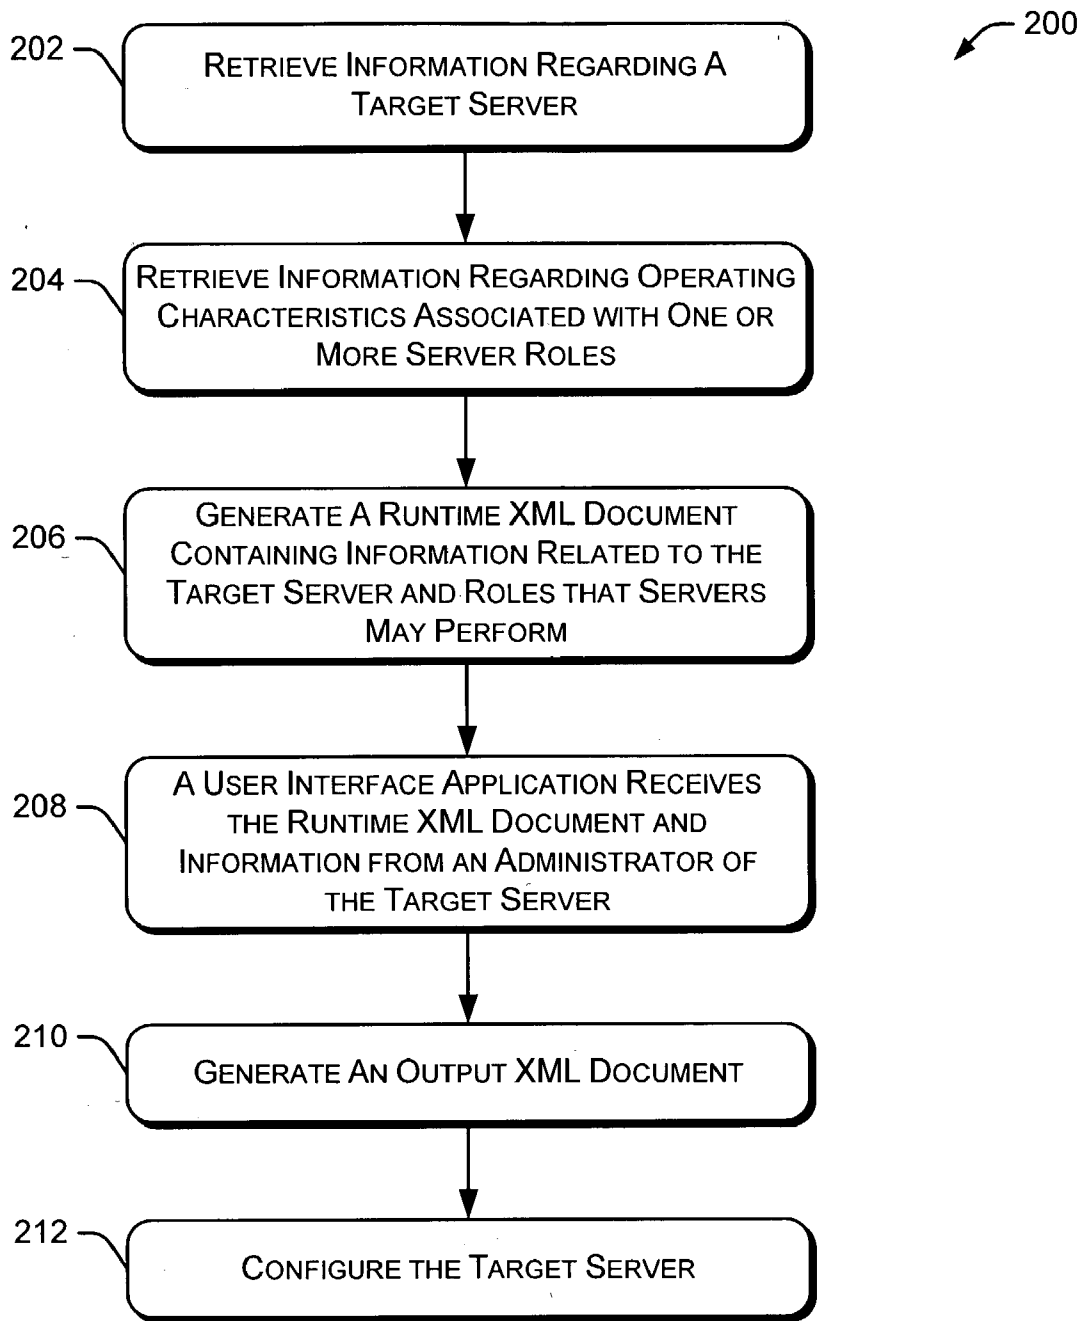 200
202
RETRIEVE INFORMATION REGARDING A
TARGET SERVER
204
RETRIEVE INFORMATION REGARDING OPERATING
CHARACTERISTICS ASSOCIATED WITH ONE OR
MORE SERVER ROLES
206
GENERATE A RUNTIME XML DOCUMENT
CONTAINING INFORMATION RELATED TO THE
TARGET SERVER AND ROLES THAT SERVERS
MAY PERFORM
208
A USER INTERFACE APPLICATION RECEIVES
THE RUNTIME XML DOCUMENT AND
INFORMATION FROM AN ADMINISTRATOR OF
THE TARGET SERVER
210
GENERATE AN OUTPUT XML DOCUMENT
212
CONFIGURE THE TARGET SERVER